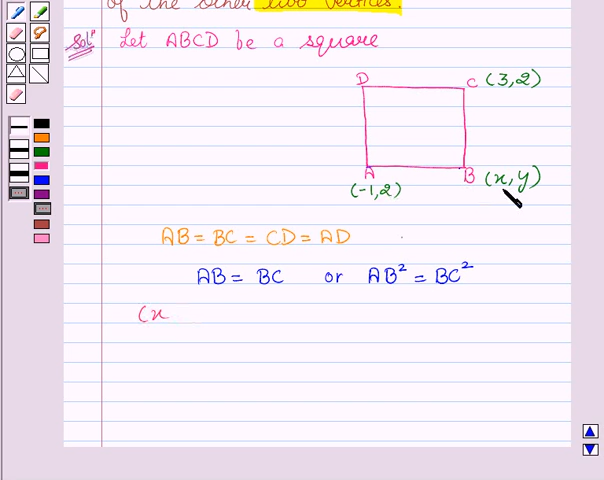 of the other two vertices.
Solⁿ Let ABCD be a square
D
C (3,2)
A
B (x,y)
(-1,2)
AB = BC = CD = AD
AB = BC or AB² = BC²
(x